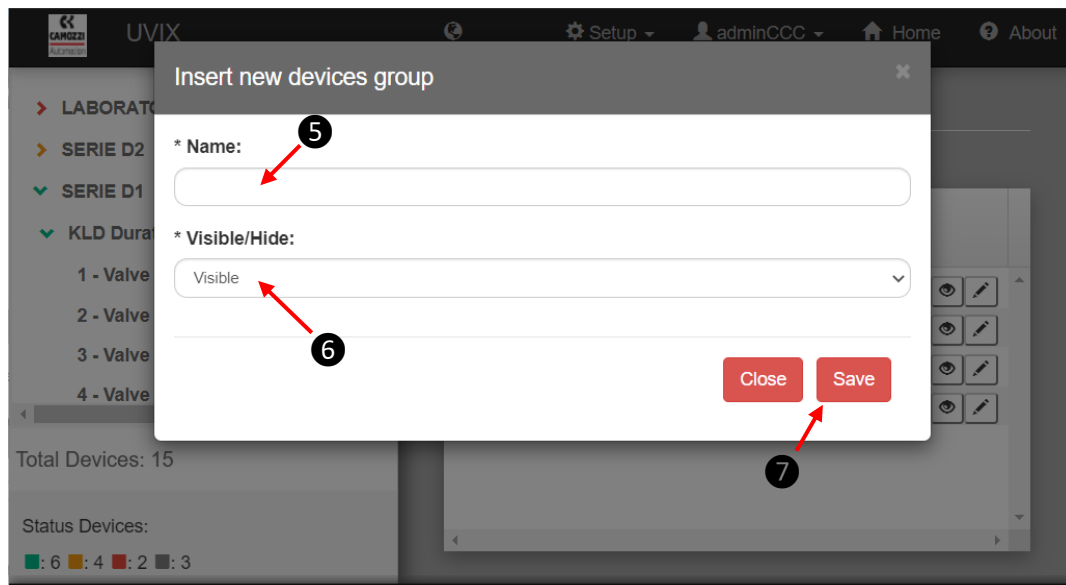 CAMOZZI
Automation
UVIX
Setup
adminCCC
Home
About
Insert new devices group
×
LABORATO
SERIE D2
SERIE D1
KLD Durat
1 - Valve
2 - Valve
3 - Valve
4 - Valve
5
* Name:
* Visible/Hide:
Visible
6
Close
Save
7
Total Devices: 15
Status Devices:
: 6 : 4 : 2 : 3